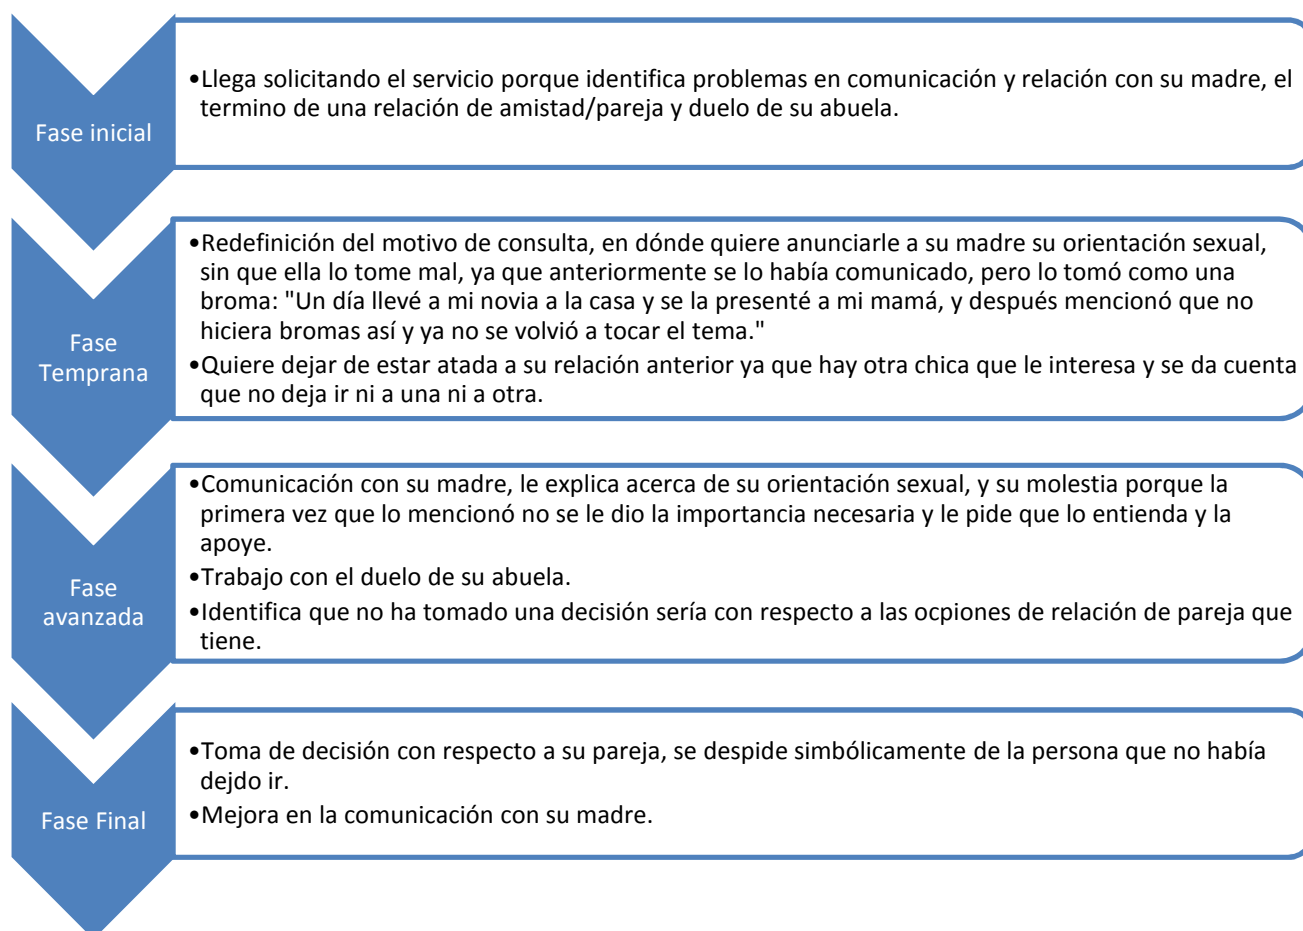 Fase inicial
•Llega solicitando el servicio porque identifica problemas en comunicación y relación con su madre, el
termino de una relación de amistad/pareja y duelo de su abuela.
Fase
Temprana
•Redefinición del motivo de consulta, en dónde quiere anunciarle a su madre su orientación sexual,
sin que ella lo tome mal, ya que anteriormente se lo había comunicado, pero lo tomó como una
broma: "Un día llevé a mi novia a la casa y se la presenté a mi mamá, y después mencionó que no
hiciera bromas así y ya no se volvió a tocar el tema."
•Quiere dejar de estar atada a su relación anterior ya que hay otra chica que le interesa y se da cuenta
que no deja ir ni a una ni a otra.
Fase
avanzada
•Comunicación con su madre, le explica acerca de su orientación sexual, y su molestia porque la
primera vez que lo mencionó no se le dio la importancia necesaria y le pide que lo entienda y la
apoye.
•Trabajo con el duelo de su abuela.
•Identifica que no ha tomado una decisión sería con respecto a las ocpiones de relación de pareja que
tiene.
Fase Final
•Toma de decisión con respecto a su pareja, se despide simbólicamente de la persona que no había
dejdo ir.
•Mejora en la comunicación con su madre.